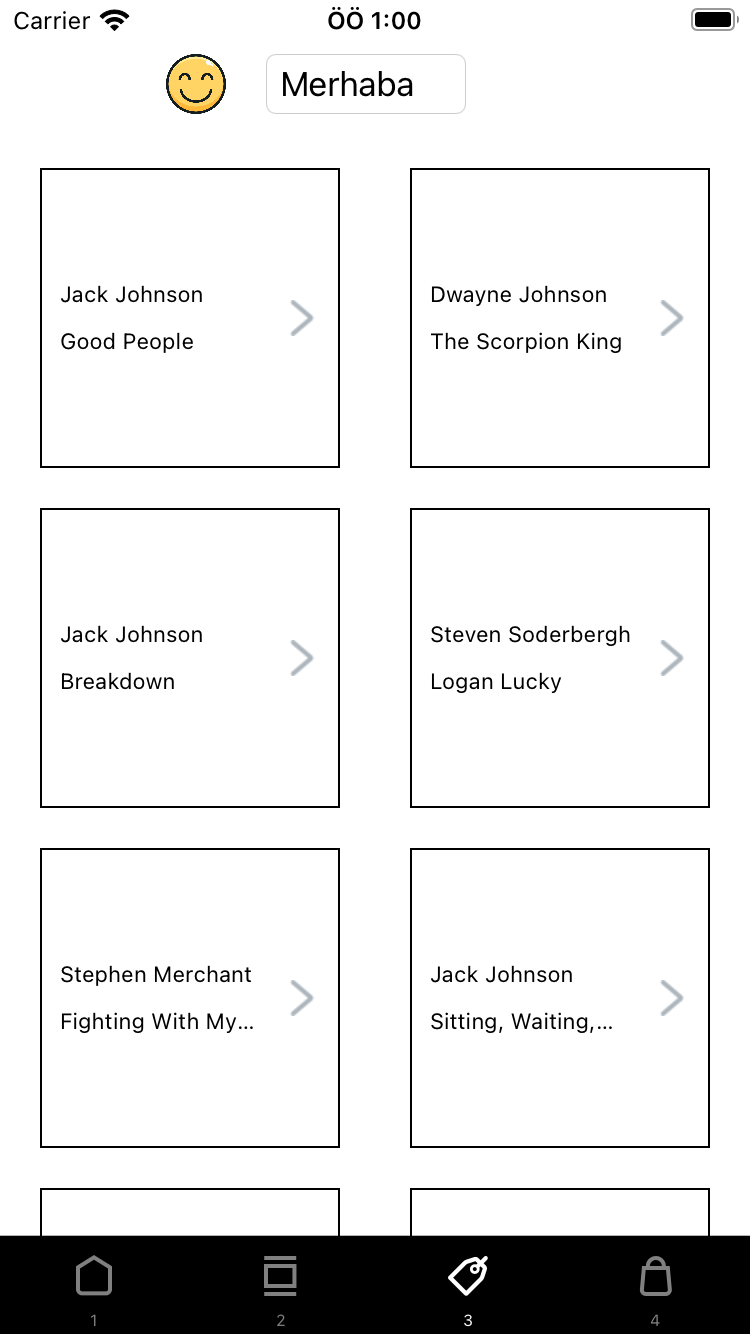 Carrier ÖÖ 1:00
Merhaba
Jack Johnson
Good People
Dwayne Johnson
The Scorpion King
Jack Johnson
Breakdown
Steven Soderbergh
Logan Lucky
Stephen Merchant
Fighting With My...
Jack Johnson
Sitting, Waiting,...
1 2 3 4